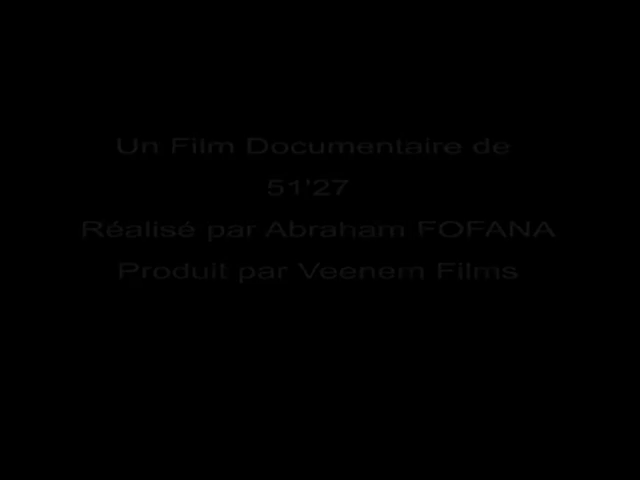 Un Film Documentaire de
51'27
Réalisé par Abraham FOFANA
Produit par Veenem Films